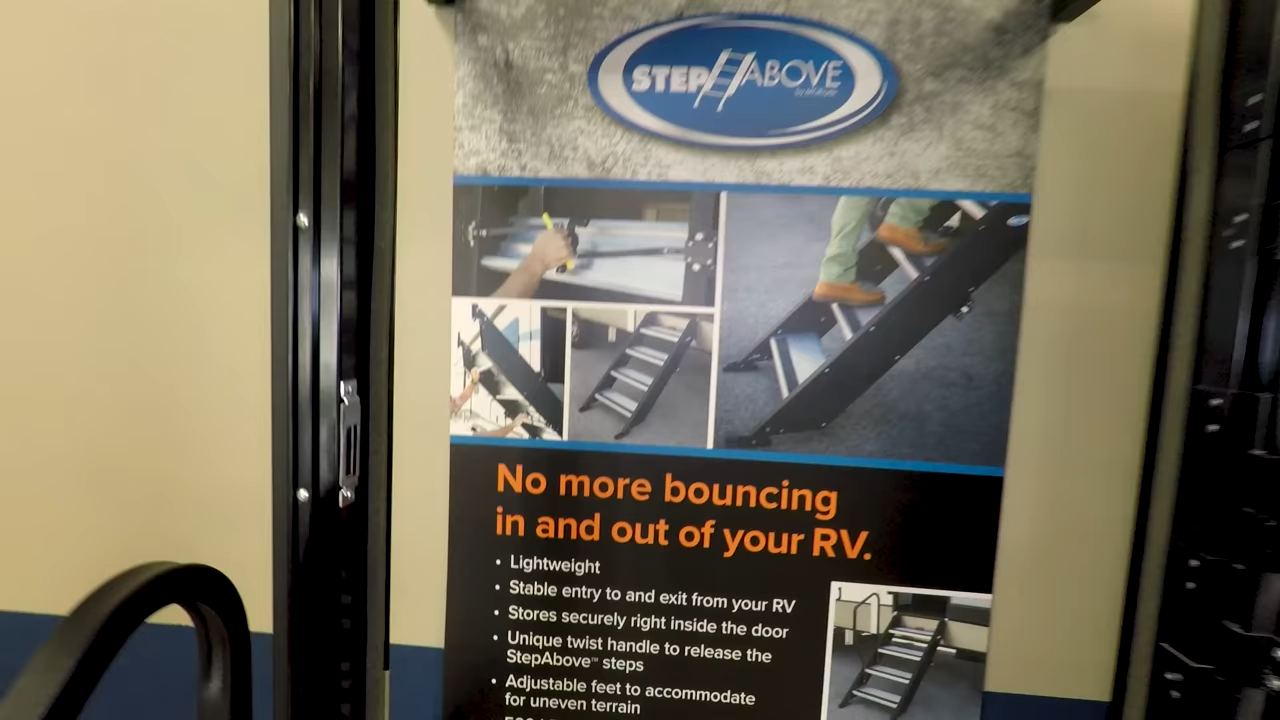 STEP ABOVE
No more bouncing
in and out of your RV.
• Lightweight
• Stable entry to and exit from your RV
• Stores securely right inside the door
• Unique twist handle to release the
StepAbove™ steps
• Adjustable feet to accommodate
for uneven terrain